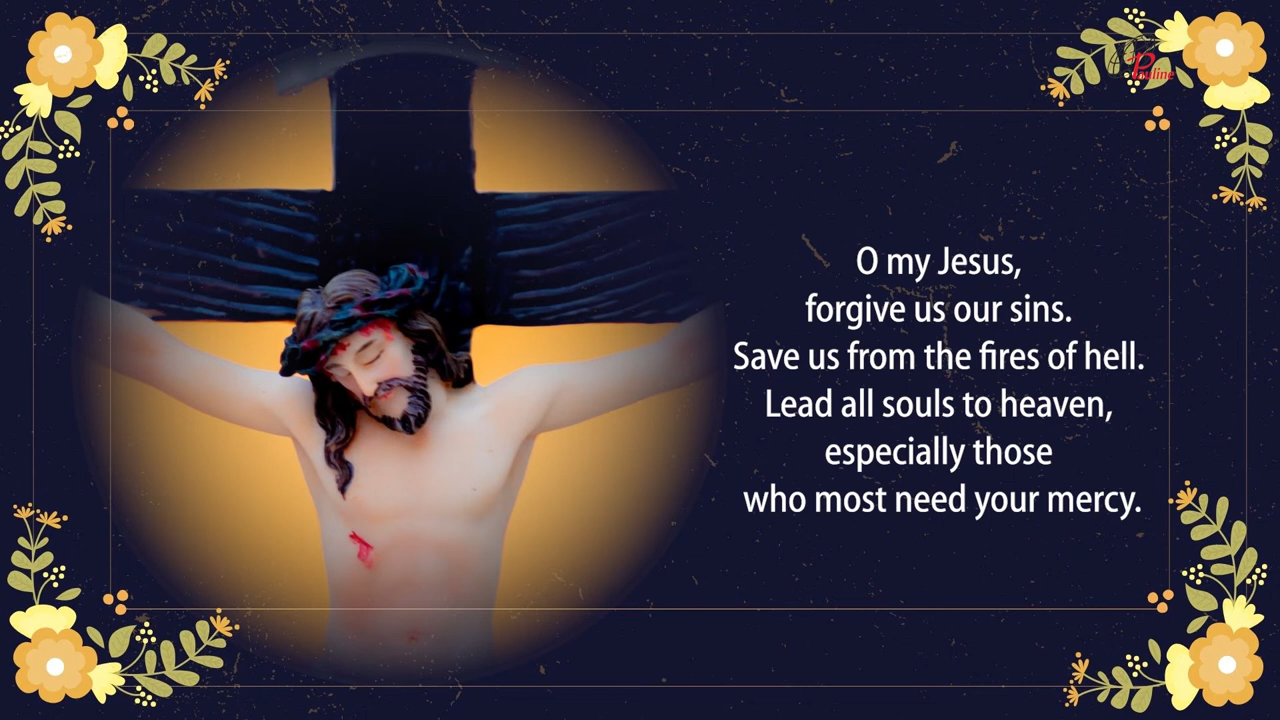 Pauline
O my Jesus,
forgive us our sins.
Save us from the fires of hell.
Lead all souls to heaven,
especially those
who most need your mercy.